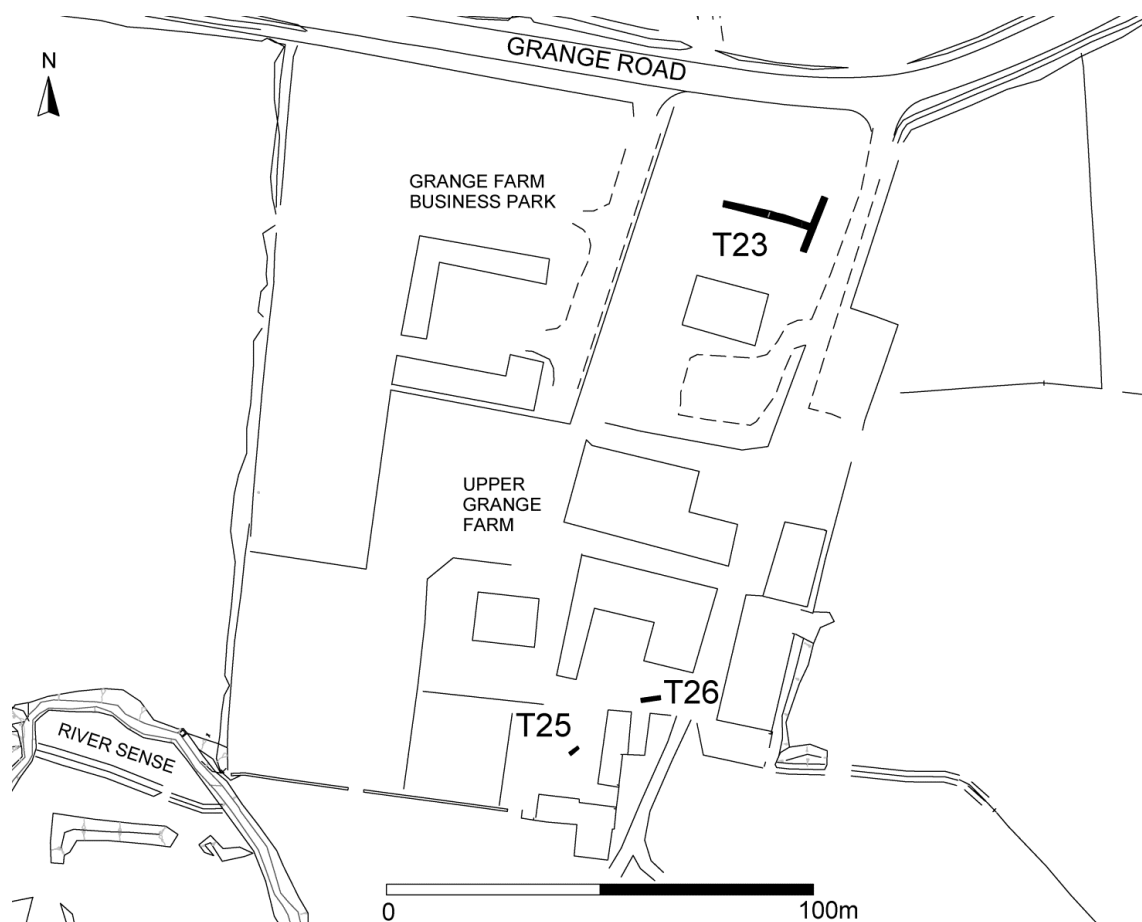 N
GRANGE ROAD
GRANGE FARM
BUSINESS PARK
T23
UPPER
GRANGE
FARM
T26
T25
RIVER SENSE
0
100m